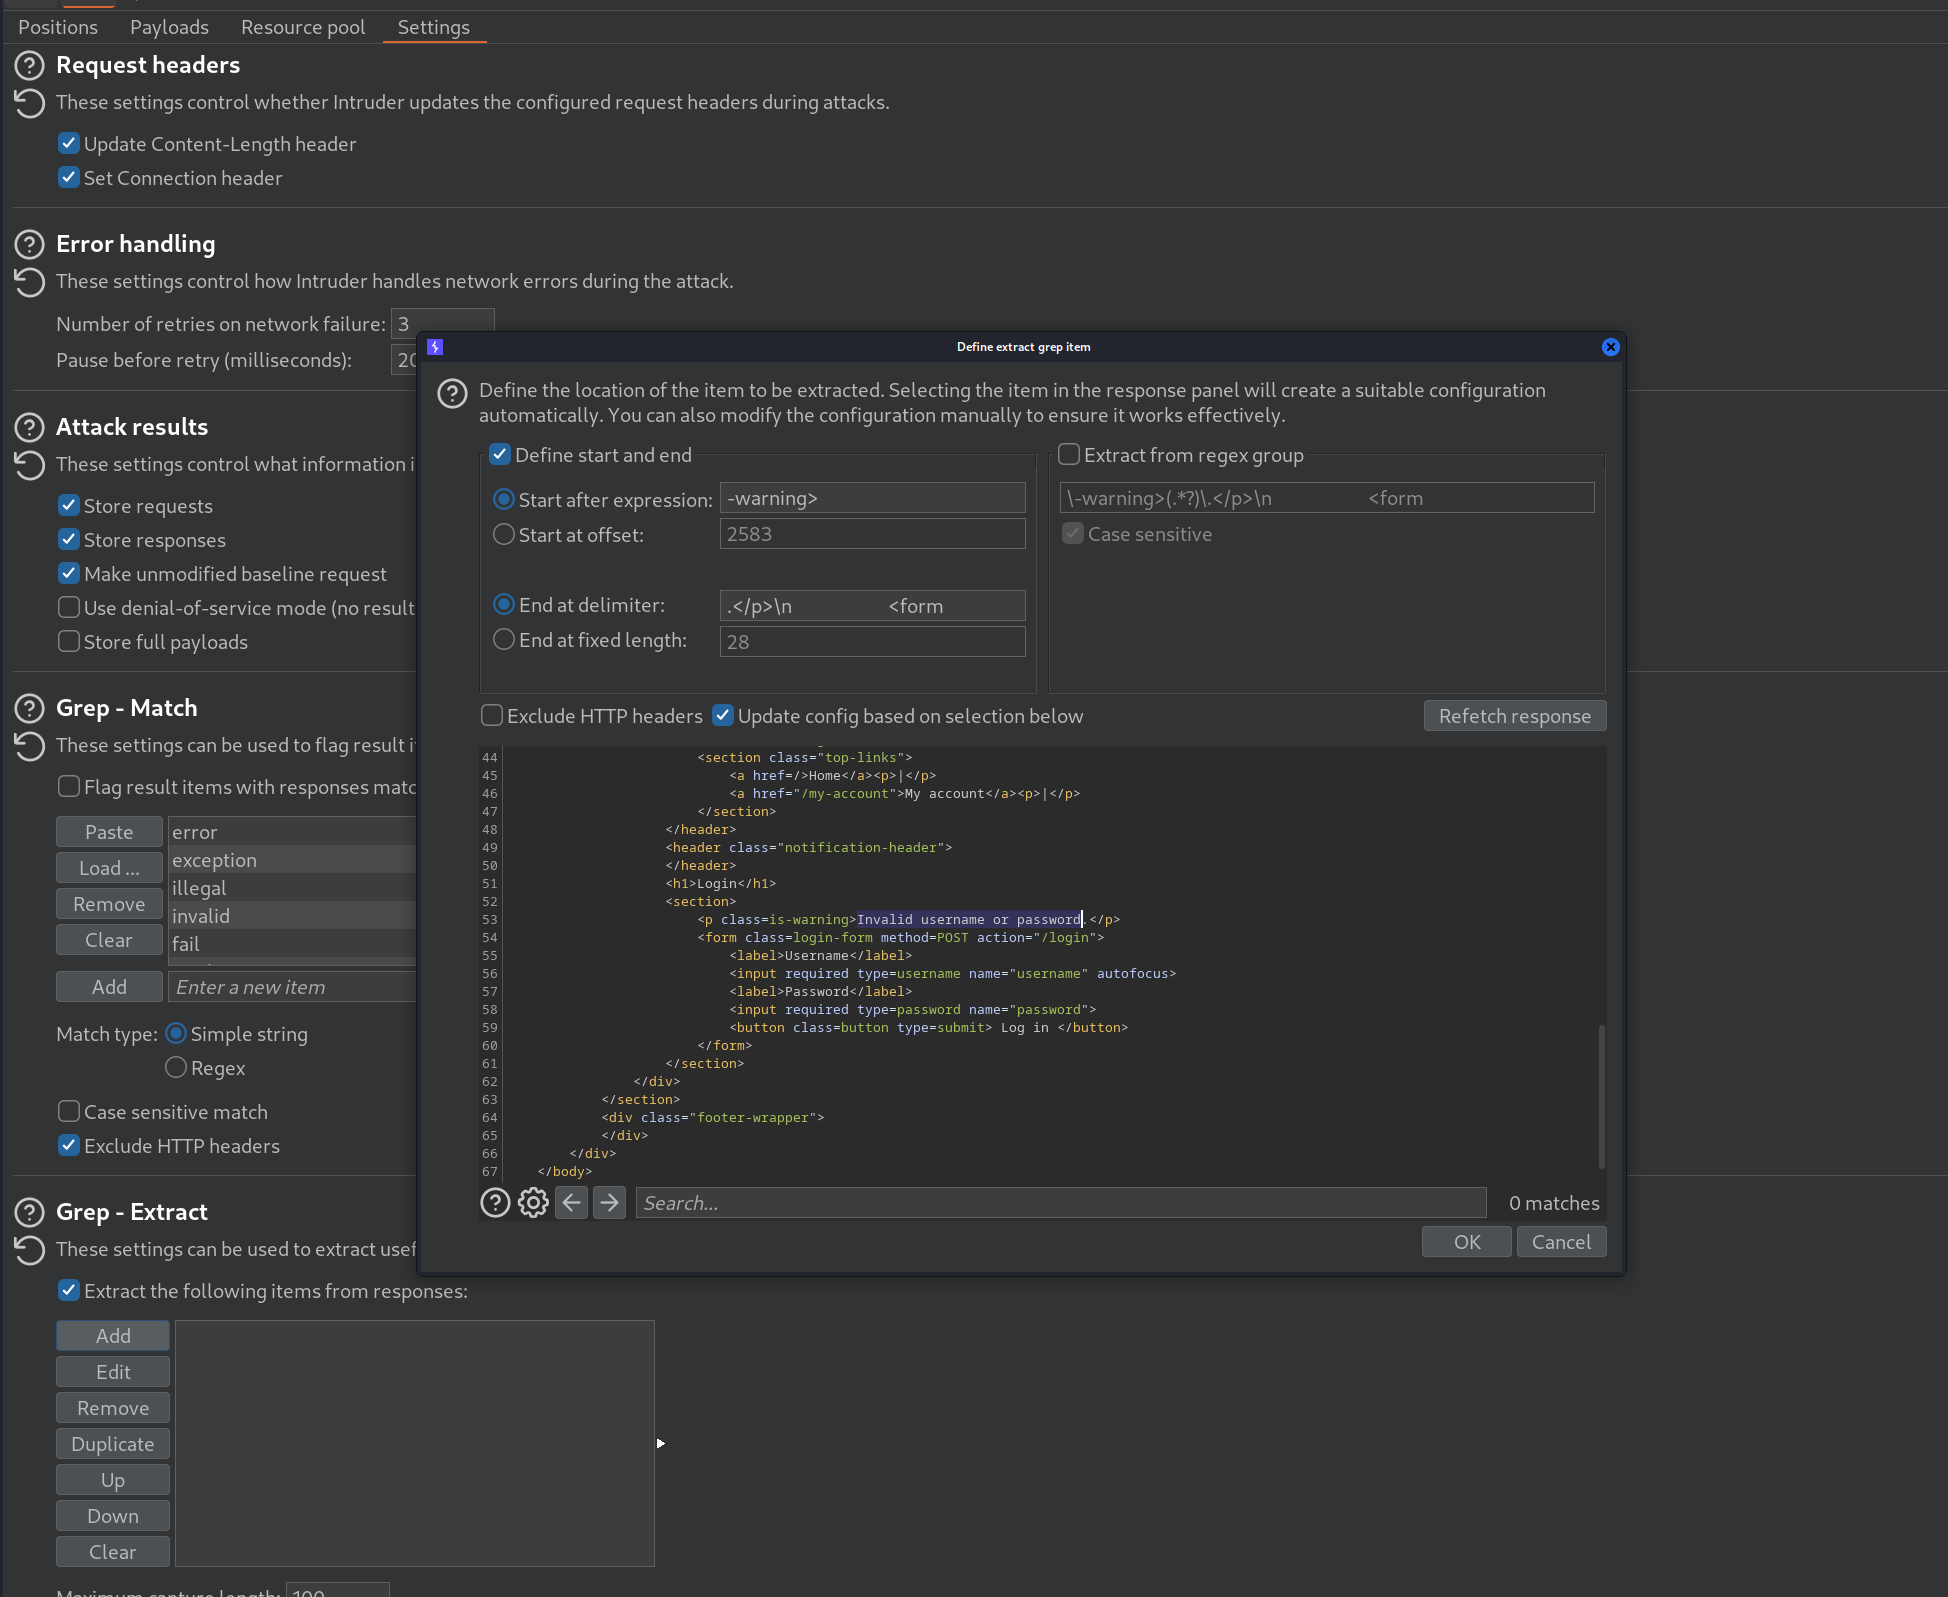 Positions Payloads Resource pool Settings
Request headers
These settings control whether Intruder updates the configured request headers during attacks.
Update Content-Length header
Set Connection header
Error handling
These settings control how Intruder handles network errors during the attack.
Number of retries on network failure: 3
Pause before retry (milliseconds): 20
Attack results
These settings control what information i
Store requests
Store responses
Make unmodified baseline request
Use denial-of-service mode (no result
Store full payloads
Grep - Match
These settings can be used to flag result i
Flag result items with responses matc
Paste
Load ...
Remove
Clear
error
exception
illegal
invalid
fail
Add Enter a new item
Match type: Simple string
Regex
Case sensitive match
Exclude HTTP headers
Grep - Extract
These settings can be used to extract usef
Extract the following items from responses:
Add
Edit
Remove
Duplicate
Up
Down
Clear
Maximum capture length: 100
Define extract grep item
Define the location of the item to be extracted. Selecting the item in the response panel will create a suitable configuration
automatically. You can also modify the configuration manually to ensure it works effectively.
Define start and end
Start after expression: -warning>
Start at offset: 2583
End at delimiter: .</p>\n                    <form
End at fixed length: 28
Extract from regex group
\-warning>(.*?)\.</p>\n                    <form
Case sensitive
Exclude HTTP headers Update config based on selection below Refetch response
44 <section class="top-links">
45 <a href=/>Home</a><p>|</p>
46 <a href="/my-account">My account</a><p>|</p>
47 </section>
48 </header>
49 <header class="notification-header">
50 </header>
51 <h1>Login</h1>
52 <section>
53 <p class=is-warning>Invalid username or password.</p>
54 <form class=login-form method=POST action="/login">
55 <label>Username</label>
56 <input required type=username name="username" autofocus>
57 <label>Password</label>
58 <input required type=password name="password">
59 <button class=button type=submit> Log in </button>
60 </form>
61 </section>
62 </div>
63 </section>
64 <div class="footer-wrapper">
65 </div>
66 </div>
67 </body>
Search... 0 matches
OK Cancel